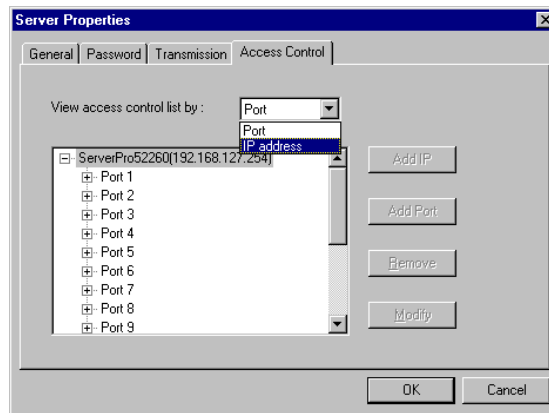 Server Properties
General Password Transmission Access Control
View access control list by : Port
Port
IP address
ServerPro52260(192.168.127.254)
Port 1
Port 2
Port 3
Port 4
Port 5
Port 6
Port 7
Port 8
Port 9
Add IP
Add Port
Remove
Modify
OK Cancel